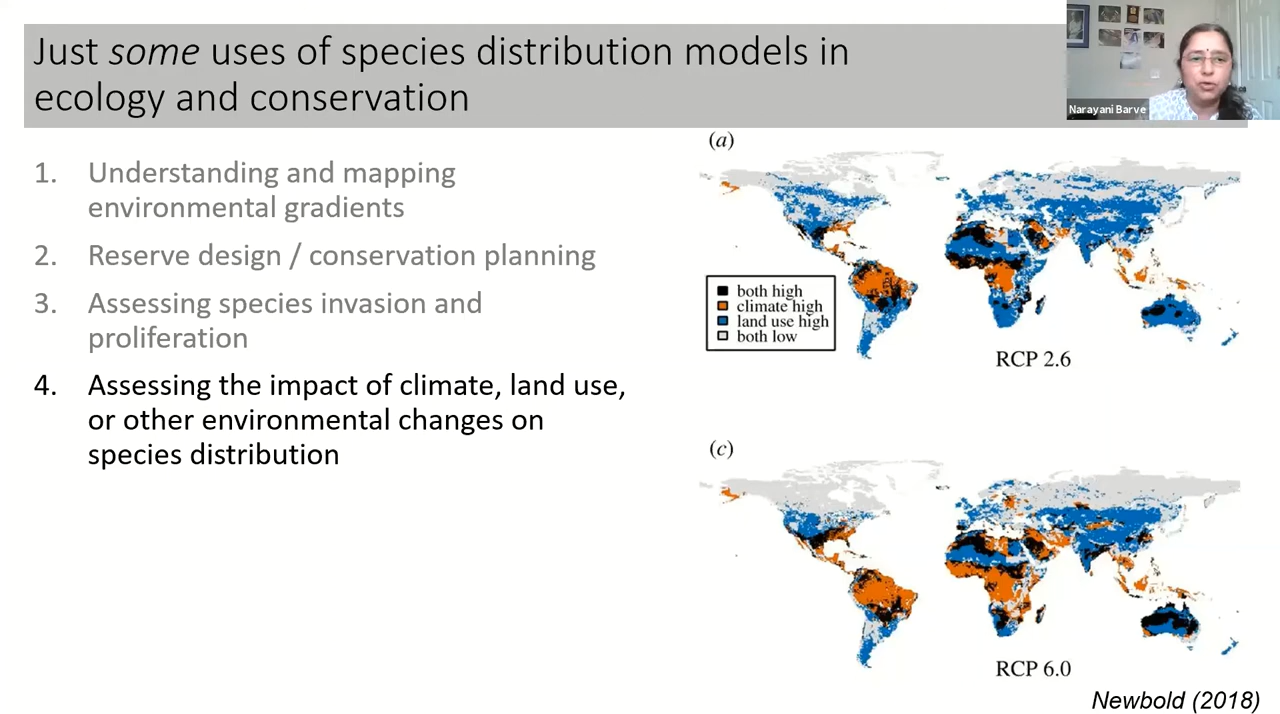 Just some uses of species distribution models in
ecology and conservation
Narayani Barve
1. Understanding and mapping
environmental gradients
2. Reserve design / conservation planning
3. Assessing species invasion and
proliferation
4. Assessing the impact of climate, land use,
or other environmental changes on
species distribution
(a)
both high
climate high
land use high
both low
RCP 2.6
(c)
RCP 6.0
Newbold (2018)